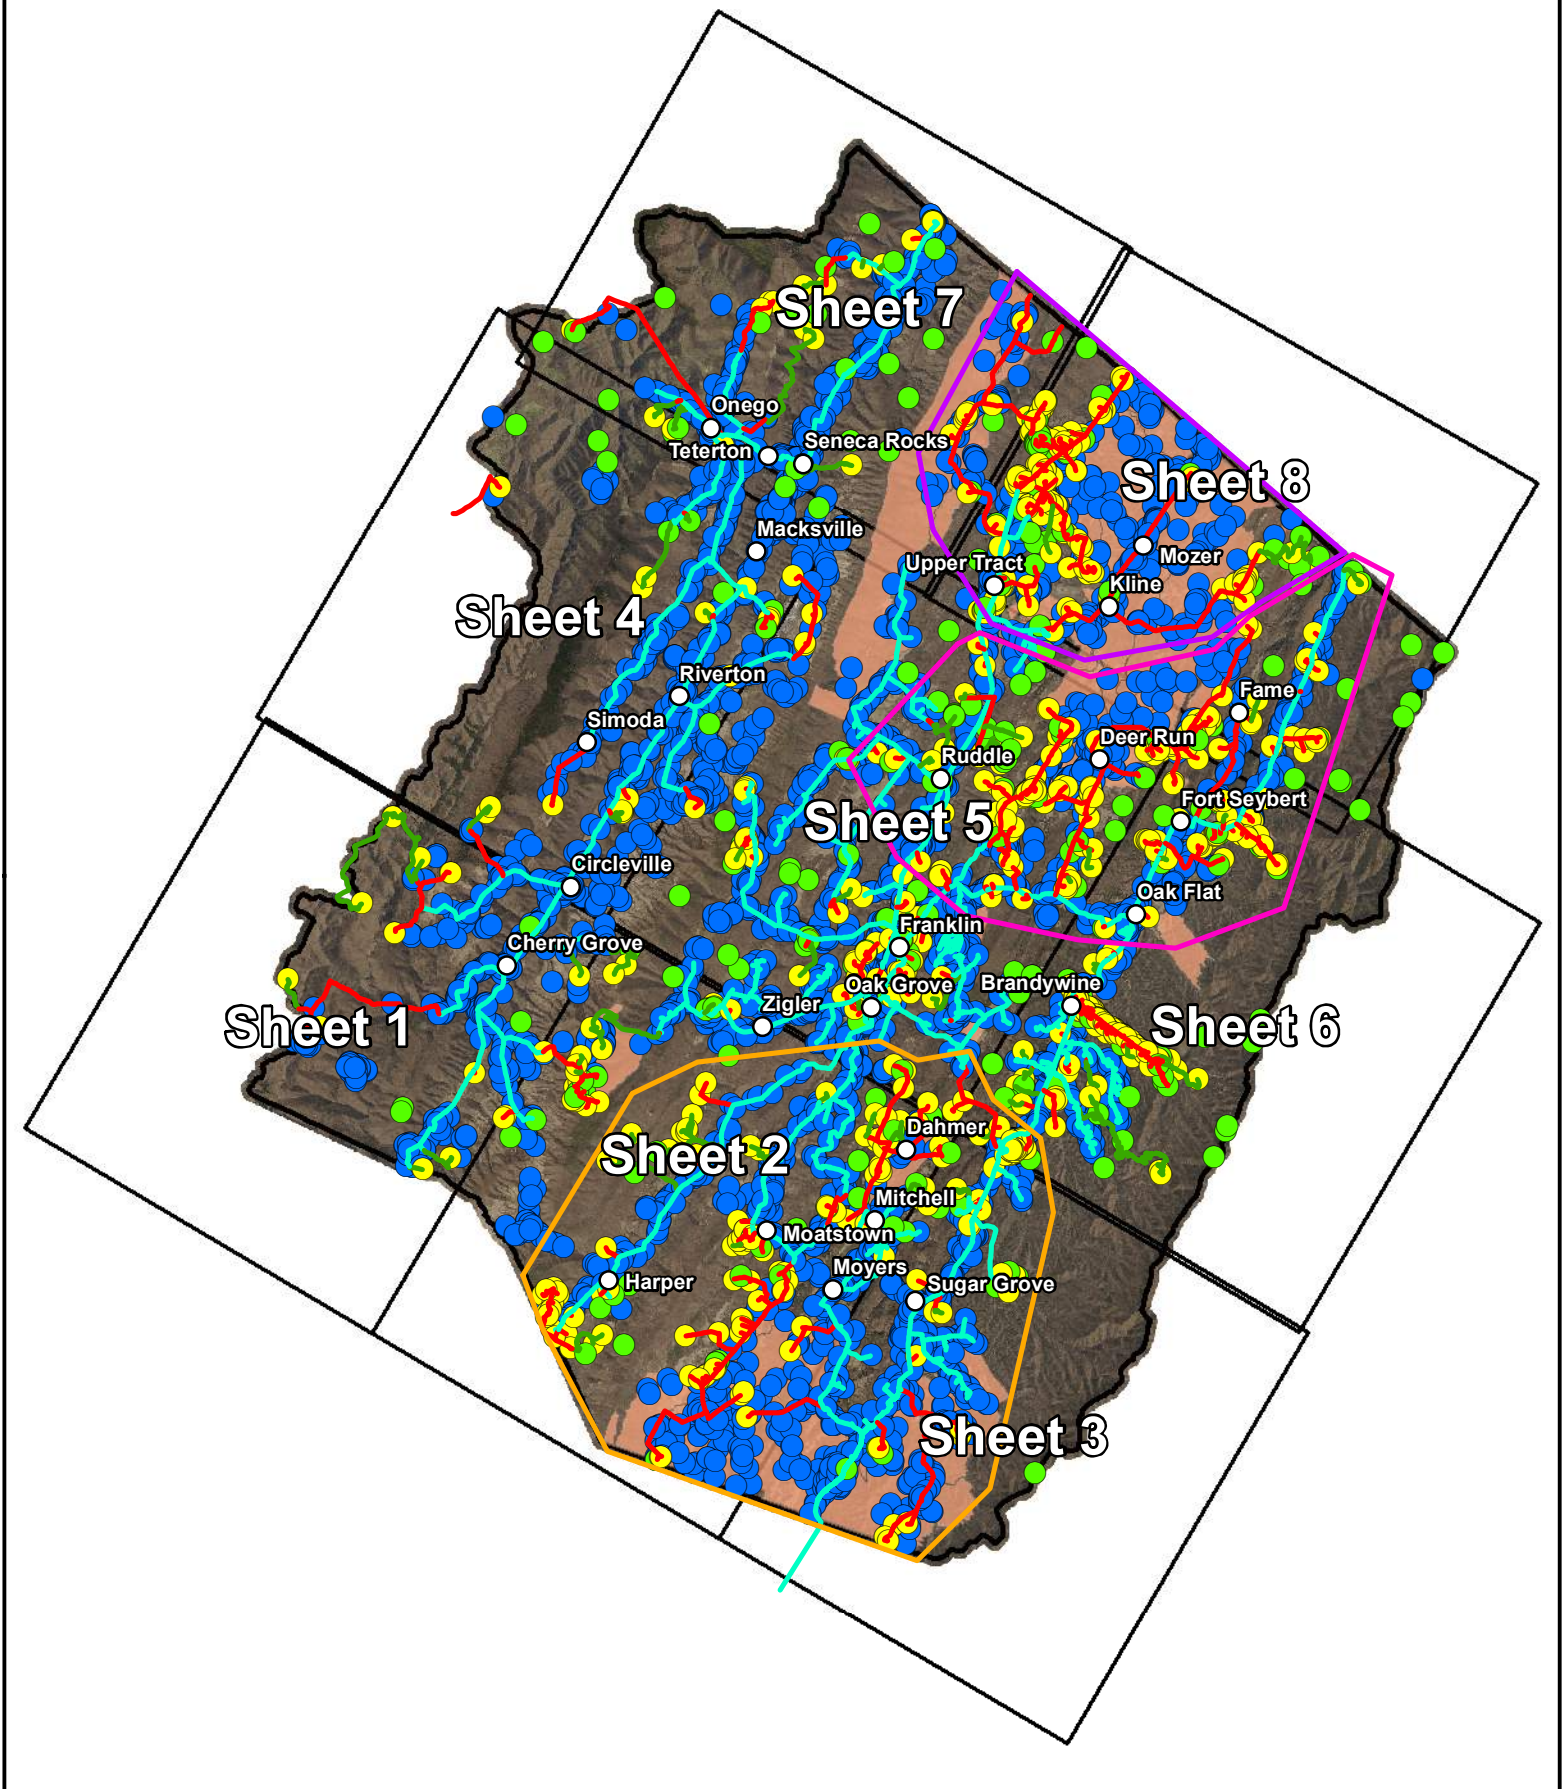 Sheet 7
Onego
Teterton
Seneca Rocks
Sheet 8
Macksville
Mozer
Upper Tract
Kline
Sheet 4
Riverton
Fame
Simoda
Deer Run
Ruddle
Fort Seybert
Sheet 5
Circleville
Oak Flat
Franklin
Cherry Grove
Oak Grove
Brandywine
Zigler
Sheet 1
Sheet 6
Dahmer
Sheet 2
Mitchell
Moatstown
Moyers
Harper
Sugar Grove
Sheet 3